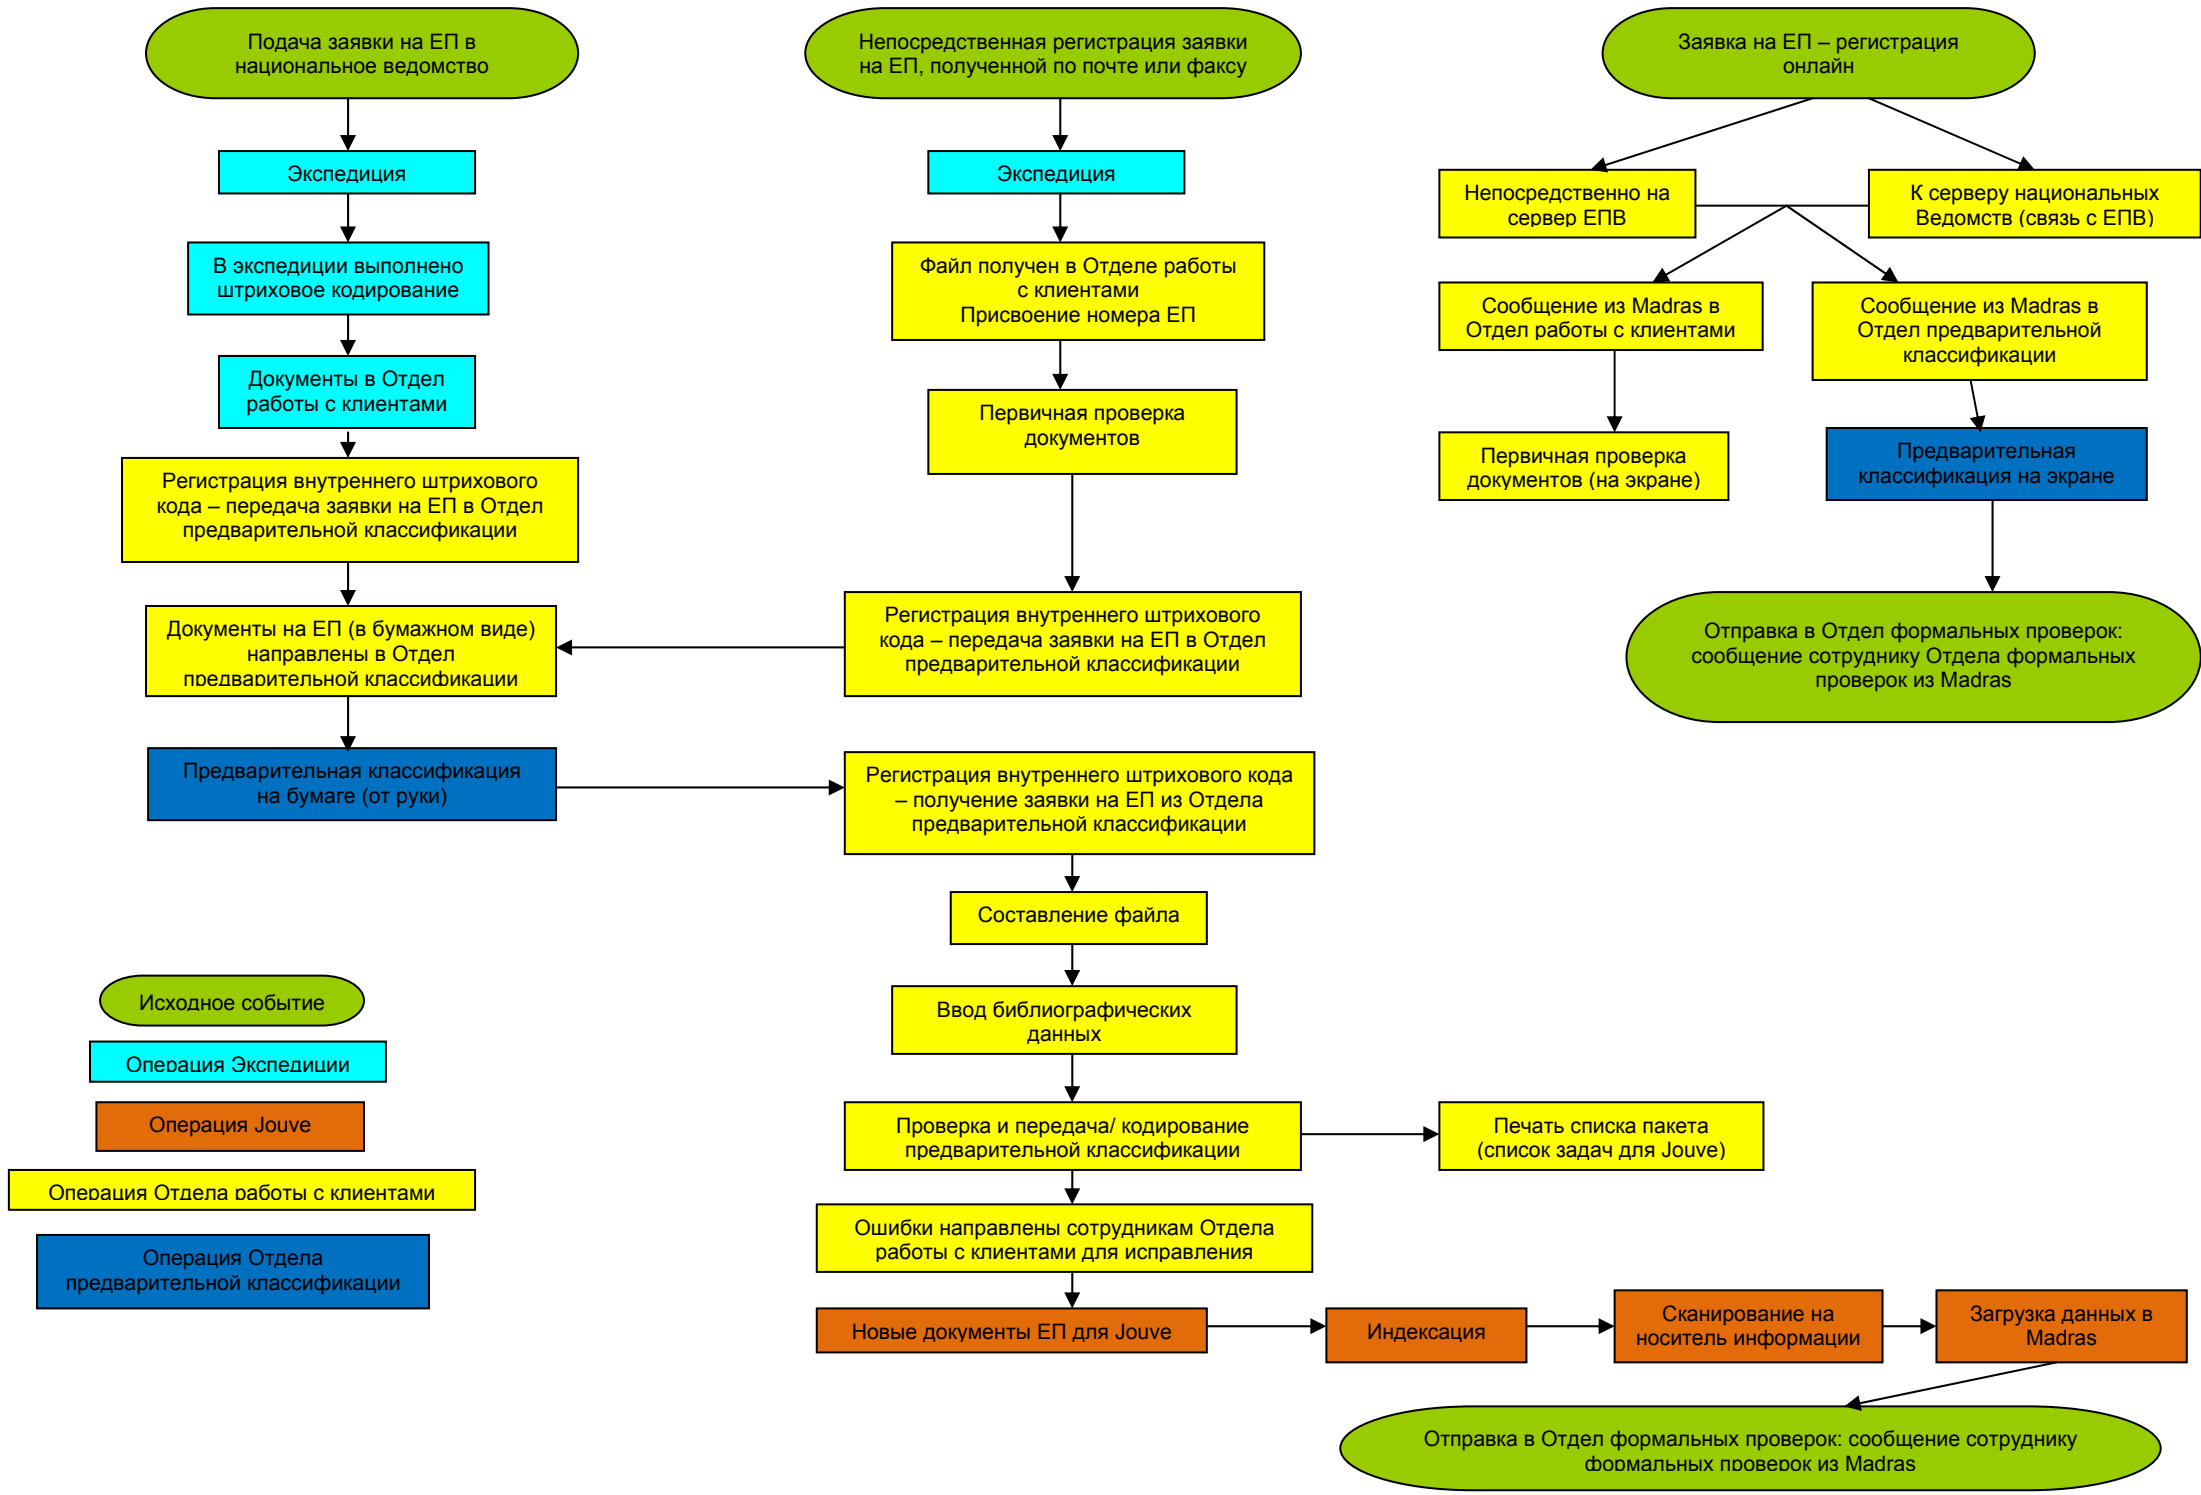 Подача заявки на ЕП в
национальное ведомство
Экспедиция
В экспедиции выполнено
штриховое кодирование
Документы в Отдел
работы с клиентами
Регистрация внутреннего штрихового
кода – передача заявки на ЕП в Отдел
предварительной классификации
Документы на ЕП (в бумажном виде)
направлены в Отдел
предварительной классификации
Предварительная классификация
на бумаге (от руки)
Непосредственная регистрация заявки
на ЕП, полученной по почте или факсу
Экспедиция
Файл получен в Отделе работы
с клиентами
Присвоение номера ЕП
Первичная проверка
документов
Регистрация внутреннего штрихового
кода – передача заявки на ЕП в Отдел
предварительной классификации
Регистрация внутреннего штрихового кода
– получение заявки на ЕП из Отдела
предварительной классификации
Составление файла
Ввод библиографических
данных
Проверка и передача/ кодирование
предварительной классификации
Печать списка пакета
(список задач для Jouve)
Ошибки направлены сотрудникам Отдела
работы с клиентами для исправления
Новые документы ЕП для Jouve
Индексация
Сканирование на
носитель информации
Загрузка данных в
Madras
Отправка в Отдел формальных проверок: сообщение сотруднику
формальных проверок из Madras
Заявка на ЕП – регистрация
онлайн
Непосредственно на
сервер ЕПВ
К серверу национальных
Ведомств (связь с ЕПВ)
Сообщение из Madras в
Отдел работы с клиентами
Сообщение из Madras в
Отдел предварительной
классификации
Первичная проверка
документов (на экране)
Предварительная
классификация на экране
Отправка в Отдел формальных проверок:
сообщение сотруднику Отдела формальных
проверок из Madras
Исходное событие
Операция Экспедиции
Операция Jouve
Операция Отдела работы с клиентами
Операция Отдела
предварительной классификации